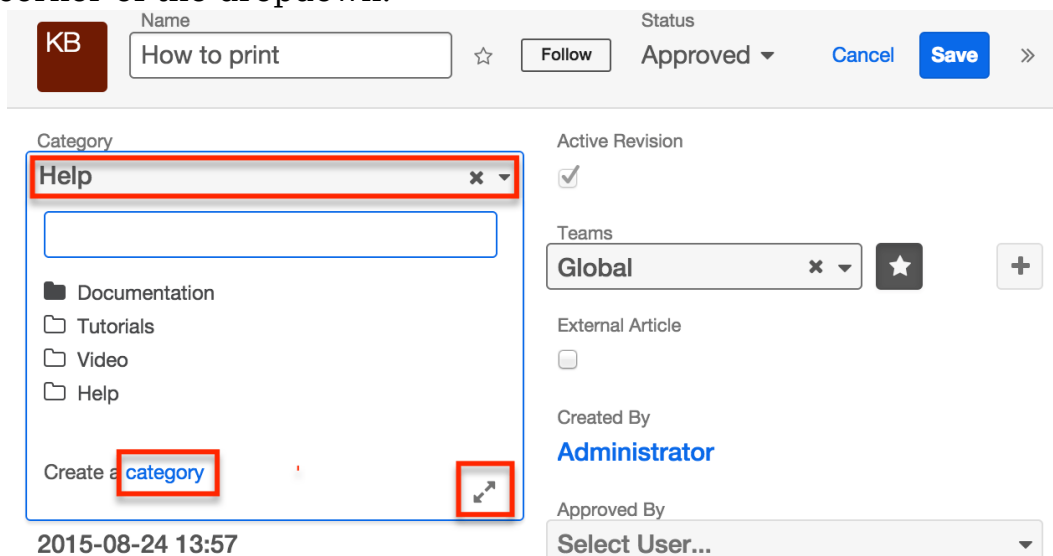 corner of the dropdown.
KB
Name
How to print
Follow
Status
Approved
Cancel
Save
Category
Help
Documentation
Tutorials
Video
Help
Create a category
2015-08-24 13:57
Active Revision
Teams
Global
External Article
Created By
Administrator
Approved By
Select User...